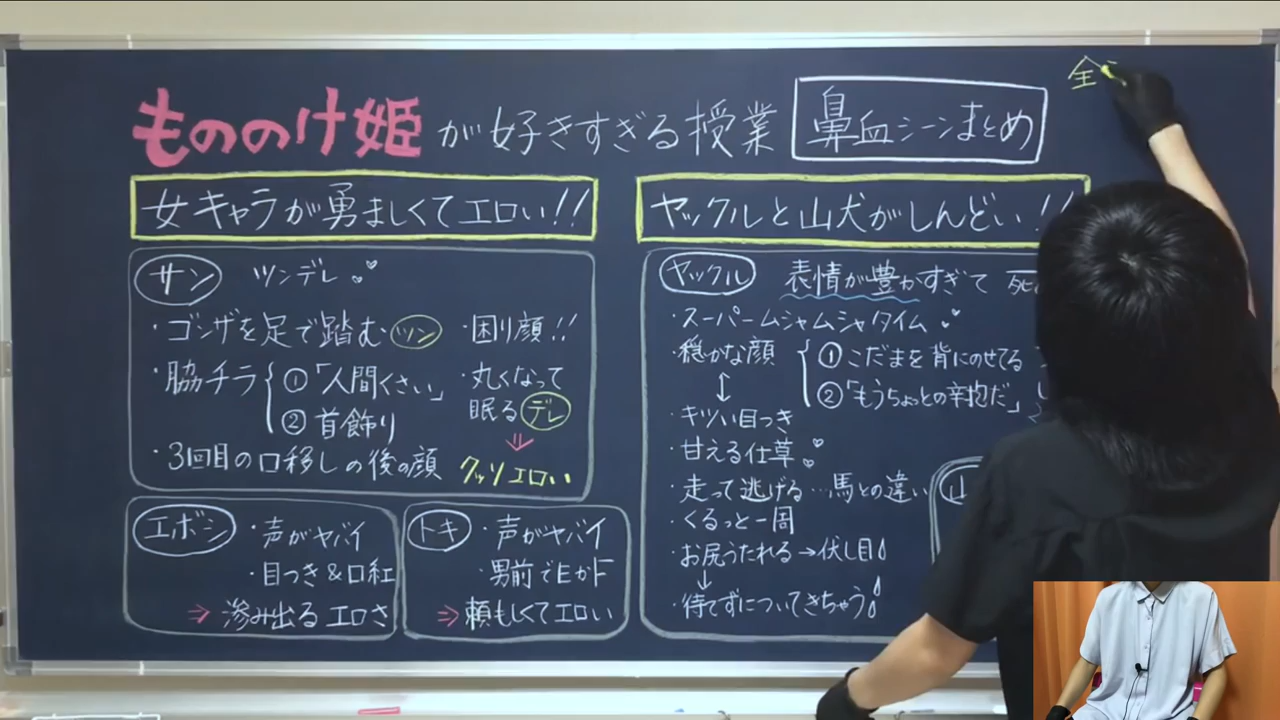 全
もののけ姫が好きすぎる授業 鼻血シーンまとめ
女キャラが勇ましくてエロい!!
サン ツンデレ
・ゴンザを足で踏む ツン
・脇チラ ①「人間くさい」
②首飾り
・3回目の口移しの後の顔
・困り顔!!
・丸くなって
眠る デレ
⇓
クッソエロい
エボシ ・声がヤバイ
・目つき&口紅
⇒ 滲み出るエロさ
トキ ・声がヤバイ
・男前でEかF
⇒頼もしくてエロい
ヤックルと山犬がしんどい!!
ヤックル 表情が豊かすぎて 死
・スーパームシャムシャタイム
・穏やかな顔 ①こだまを背にのせてる
②「もうちょっとの辛抱だ」
↕
・キツい目つき
・甘える仕草
・走って逃げる…馬との違い
・くるっと一周
・お尻うたれる→伏し目
↓
・待てずについてきちゃう
山